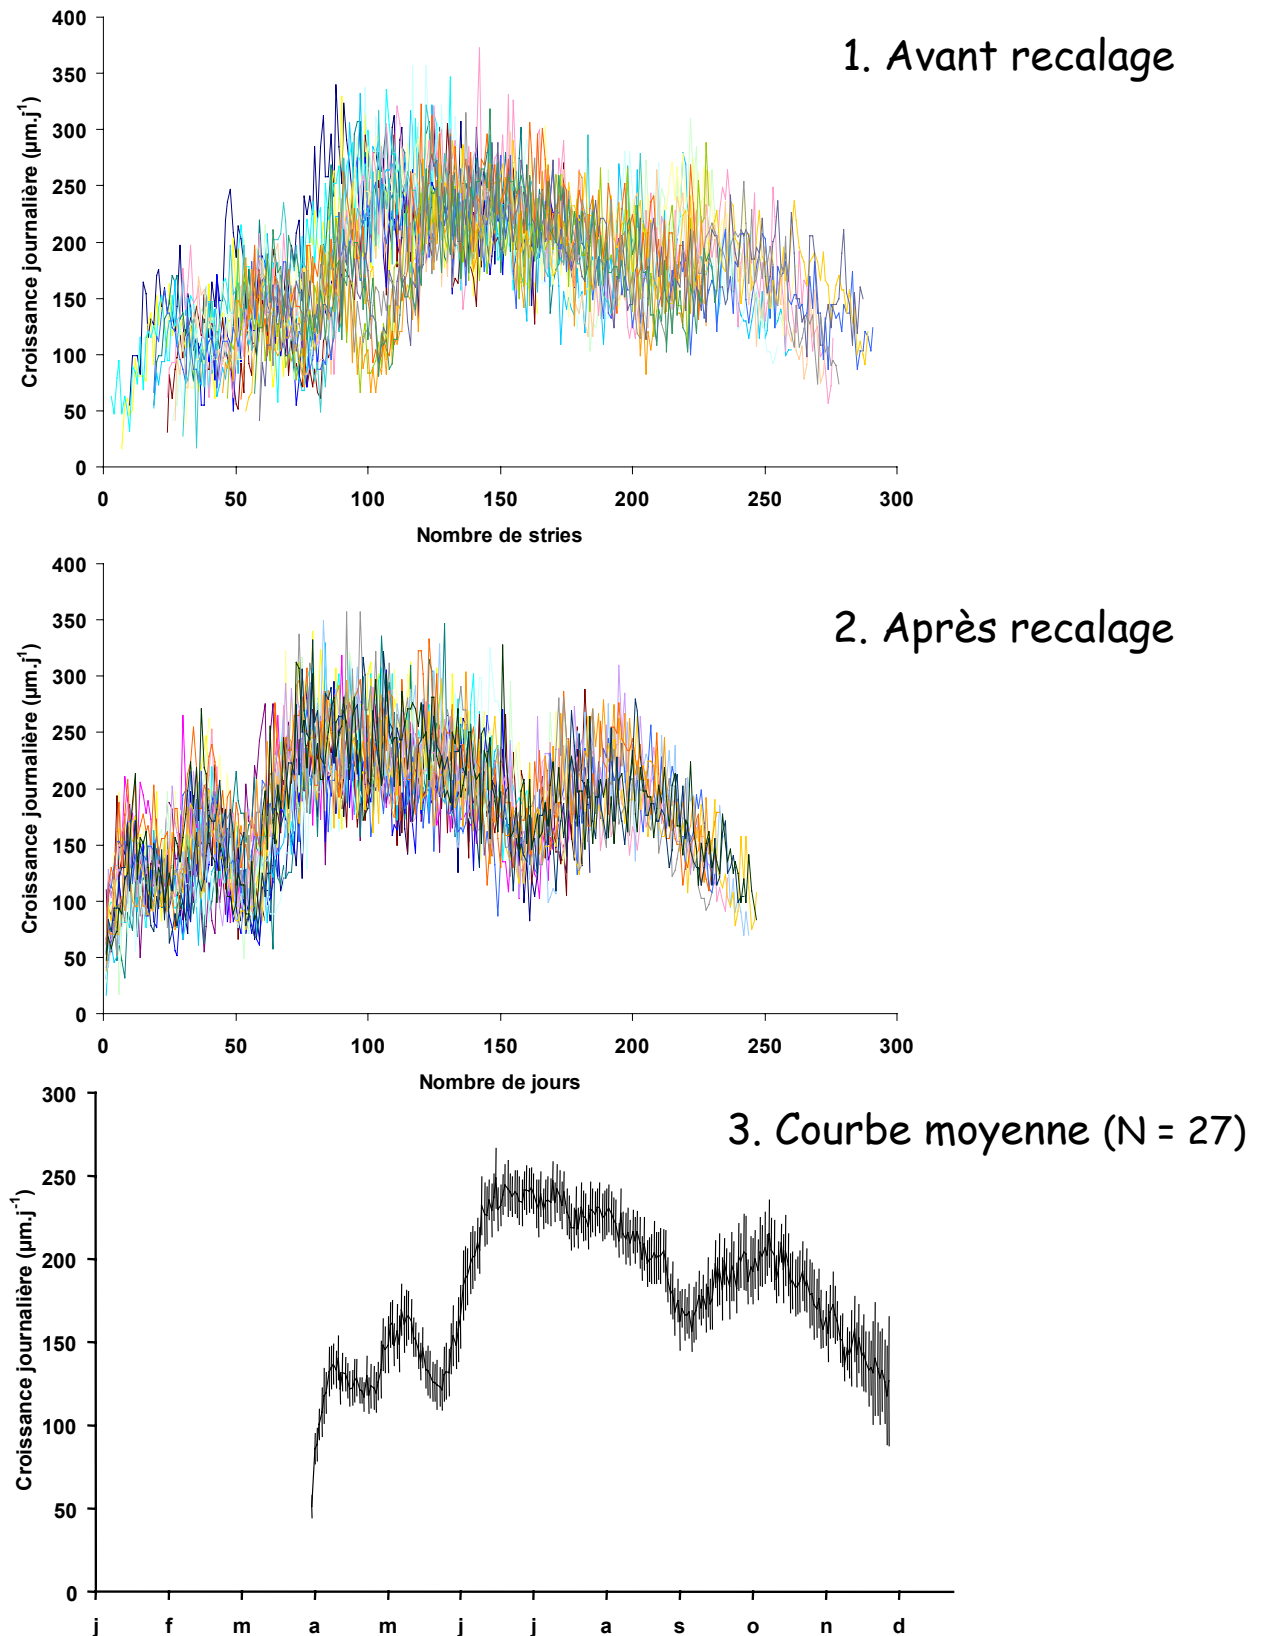 1. Avant recalage
400
350
300
250
200
150
100
50
0
Croissance journalière (µm.j¹)
0 50 100 150 200 250 300
Nombre de stries
2. Après recalage
400
350
300
250
200
150
100
50
0
Croissance journalière (µm.j¹)
0 50 100 150 200 250 300
Nombre de jours
3. Courbe moyenne (N = 27)
300
250
200
150
100
50
0
Croissance journalière (µm.j⁻¹)
j f m a m j j a s o n d